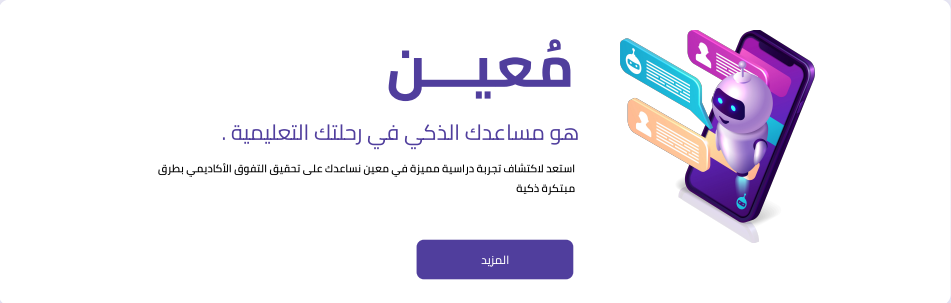 مُعيـــن
هو مساعدك الذكي في رحلتك التعليمية .
استعد لاكتشاف تجربة دراسية مميزة في معين نساعدك على تحقيق التفوق الأكاديمي بطرق
مبتكرة ذكية
المزيد